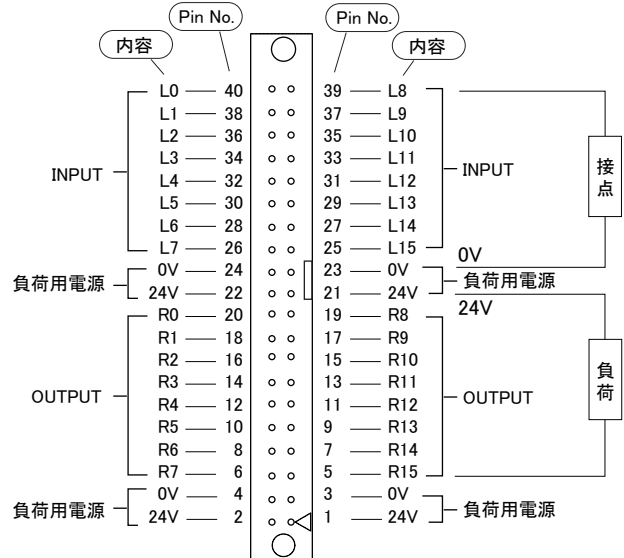 Pin No. Pin No.
内容 内容
L0 40 39 L8
L1 38 37 L9
L2 36 35 L10
L3 34 33 L11
L4 32 31 L12
INPUT INPUT 接点
L5 30 29 L13
L6 28 27 L14
L7 26 25 L15
0V
0V 24 23 0V
負荷用電源 負荷用電源
24V 22 21 24V
24V
R0 20 19 R8
R1 18 17 R9
R2 16 15 R10
R3 14 13 R11
負荷
R4 12 11 R12
OUTPUT OUTPUT
R5 10 9 R13
R6 8 7 R14
R7 6 5 R15
0V 4 3 0V
負荷用電源 負荷用電源
24V 2 1 24V